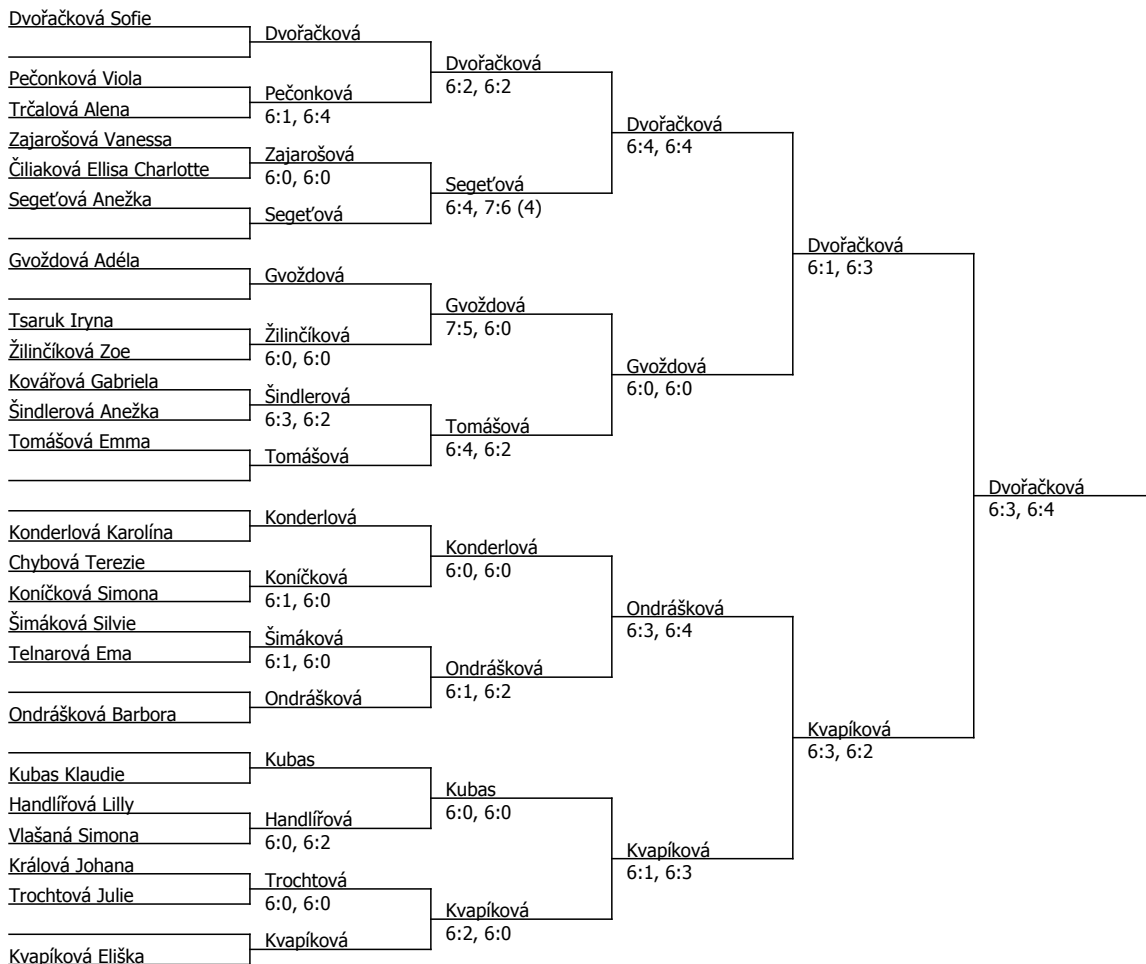 Dvořačková Sofie
Pečonková Viola
Trčalová Alena
Zajarošová Vanessa
Čiliaková Ellisa Charlotte
Segeťová Anežka
Gvoždová Adéla
Tsaruk Iryna
Žilinčíková Zoe
Kovářová Gabriela
Šindlerová Anežka
Tomášová Emma
Konderlová Karolína
Chybová Terezie
Koníčková Simona
Šimáková Silvie
Telnarová Ema
Ondrášková Barbora
Kubas Klaudie
Handlířová Lilly
Vlašaná Simona
Králová Johana
Trochtová Julie
Kvapíková Eliška
Dvořačková
Pečonková
6:1, 6:4
Zajarošová
6:0, 6:0
Segeťová
Gvoždová
Žilinčíková
6:0, 6:0
Šindlerová
6:3, 6:2
Tomášová
Konderlová
Koníčková
6:1, 6:0
Šimáková
6:1, 6:0
Ondrášková
Kubas
Handlířová
6:0, 6:2
Trochtová
6:0, 6:0
Kvapíková
Dvořačková
6:2, 6:2
Segeťová
6:4, 7:6 (4)
Gvoždová
7:5, 6:0
Tomášová
6:4, 6:2
Konderlová
6:0, 6:0
Ondrášková
6:1, 6:2
Kubas
6:0, 6:0
Kvapíková
6:2, 6:0
Dvořačková
6:4, 6:4
Gvoždová
6:0, 6:0
Ondrášková
6:3, 6:4
Kvapíková
6:1, 6:3
Dvořačková
6:1, 6:3
Kvapíková
6:3, 6:2
Dvořačková
6:3, 6:4